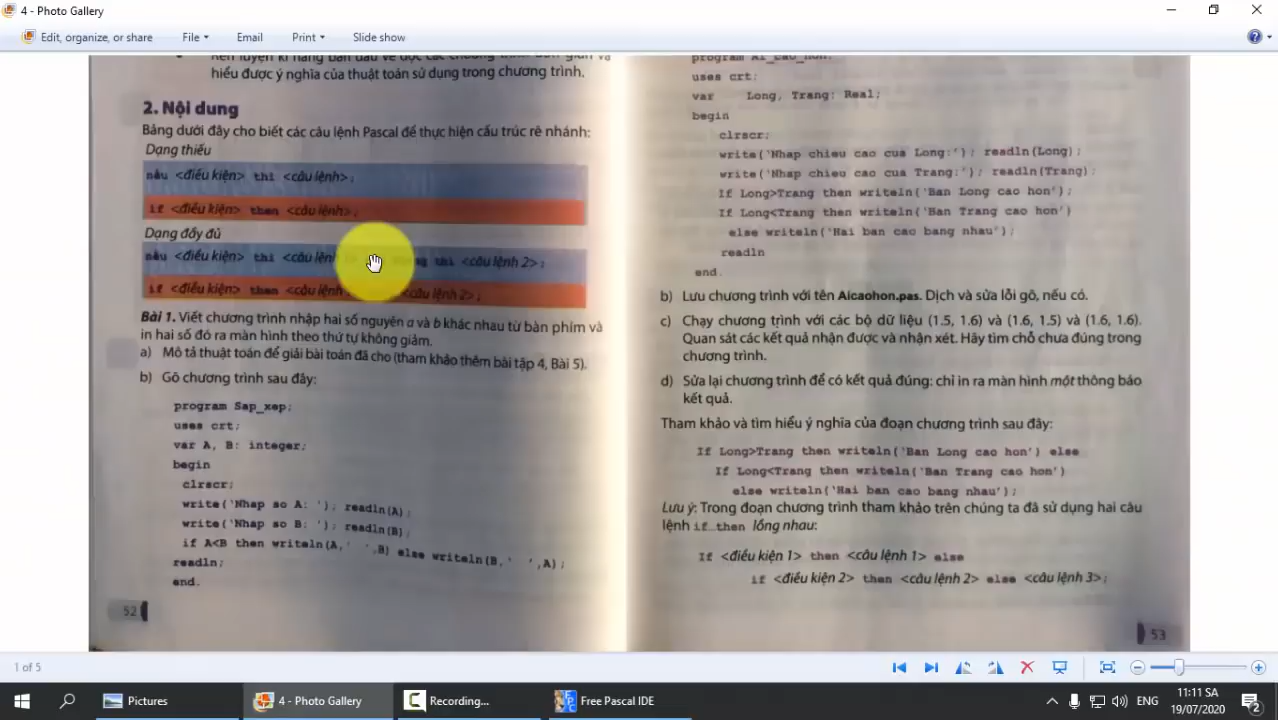 4 - Photo Gallery
Edit, organize, or share
File
Email
Print
Slide show
hiểu được ý nghĩa của thuật toán sử dụng trong chương trình.
2. Nội dung
Bảng dưới đây cho biết các câu lệnh Pascal để thực hiện cấu trúc rẽ nhánh:
Dạng thiếu
nếu <điều kiện> thì <câu lệnh>;
if <điều kiện> then <câu lệnh>;
Dạng đầy đủ
nếu <điều kiện> thì <câu lệnh thì <câu lệnh 2>;
if <điều kiện> then <câu lệnh <câu lệnh 2>;
Bài 1. Viết chương trình nhập hai số nguyên a và b khác nhau từ bàn phím và
in hai số đó ra màn hình theo thứ tự không giảm.
a) Mô tả thuật toán để giải bài toán đã cho (tham khảo thêm bài tập 4, Bài 5).
b) Gõ chương trình sau đây:
program Sap_xep;
uses crt;
var A, B: integer;
begin
clrscr;
write('Nhap so A: '); readln(A);
write('Nhap so B: '); readln(B);
if A<B then writeln(A,' ',B) else writeln(B,' ',A);
readln;
end.
52
program Ai_cao_hon;
uses crt;
var Long, Trang: Real;
begin
clrscr;
write('Nhap chieu cao cua Long:'); readln(Long);
write('Nhap chieu cao cua Trang:'); readln(Trang);
If Long>Trang then writeln('Ban Long cao hon');
If Long<Trang then writeln('Ban Trang cao hon')
else writeln('Hai ban cao bang nhau');
readln
end.
b) Lưu chương trình với tên Aicaohon.pas. Dịch và sửa lỗi gõ, nếu có.
c) Chạy chương trình với các bộ dữ liệu (1.5, 1.6) và (1.6, 1.5) và (1.6, 1.6).
Quan sát các kết quả nhận được và nhận xét. Hãy tìm chỗ chưa đúng trong
chương trình.
d) Sửa lại chương trình để có kết quả đúng: chỉ in ra màn hình một thông báo
kết quả.
Tham khảo và tìm hiểu ý nghĩa của đoạn chương trình sau đây:
If Long>Trang then writeln('Ban Long cao hon') else
If Long<Trang then writeln('Ban Trang cao hon')
else writeln('Hai ban cao bang nhau');
Lưu ý: Trong đoạn chương trình tham khảo trên chúng ta đã sử dụng hai câu
lệnh if…then lồng nhau:
If <điều kiện 1> then <câu lệnh 1> else
if <điều kiện 2> then <câu lệnh 2> else <câu lệnh 3>;
53
1 of 5
Pictures
4 - Photo Gallery
Recording...
Free Pascal IDE
ENG
11:11 SA
19/07/2020
2